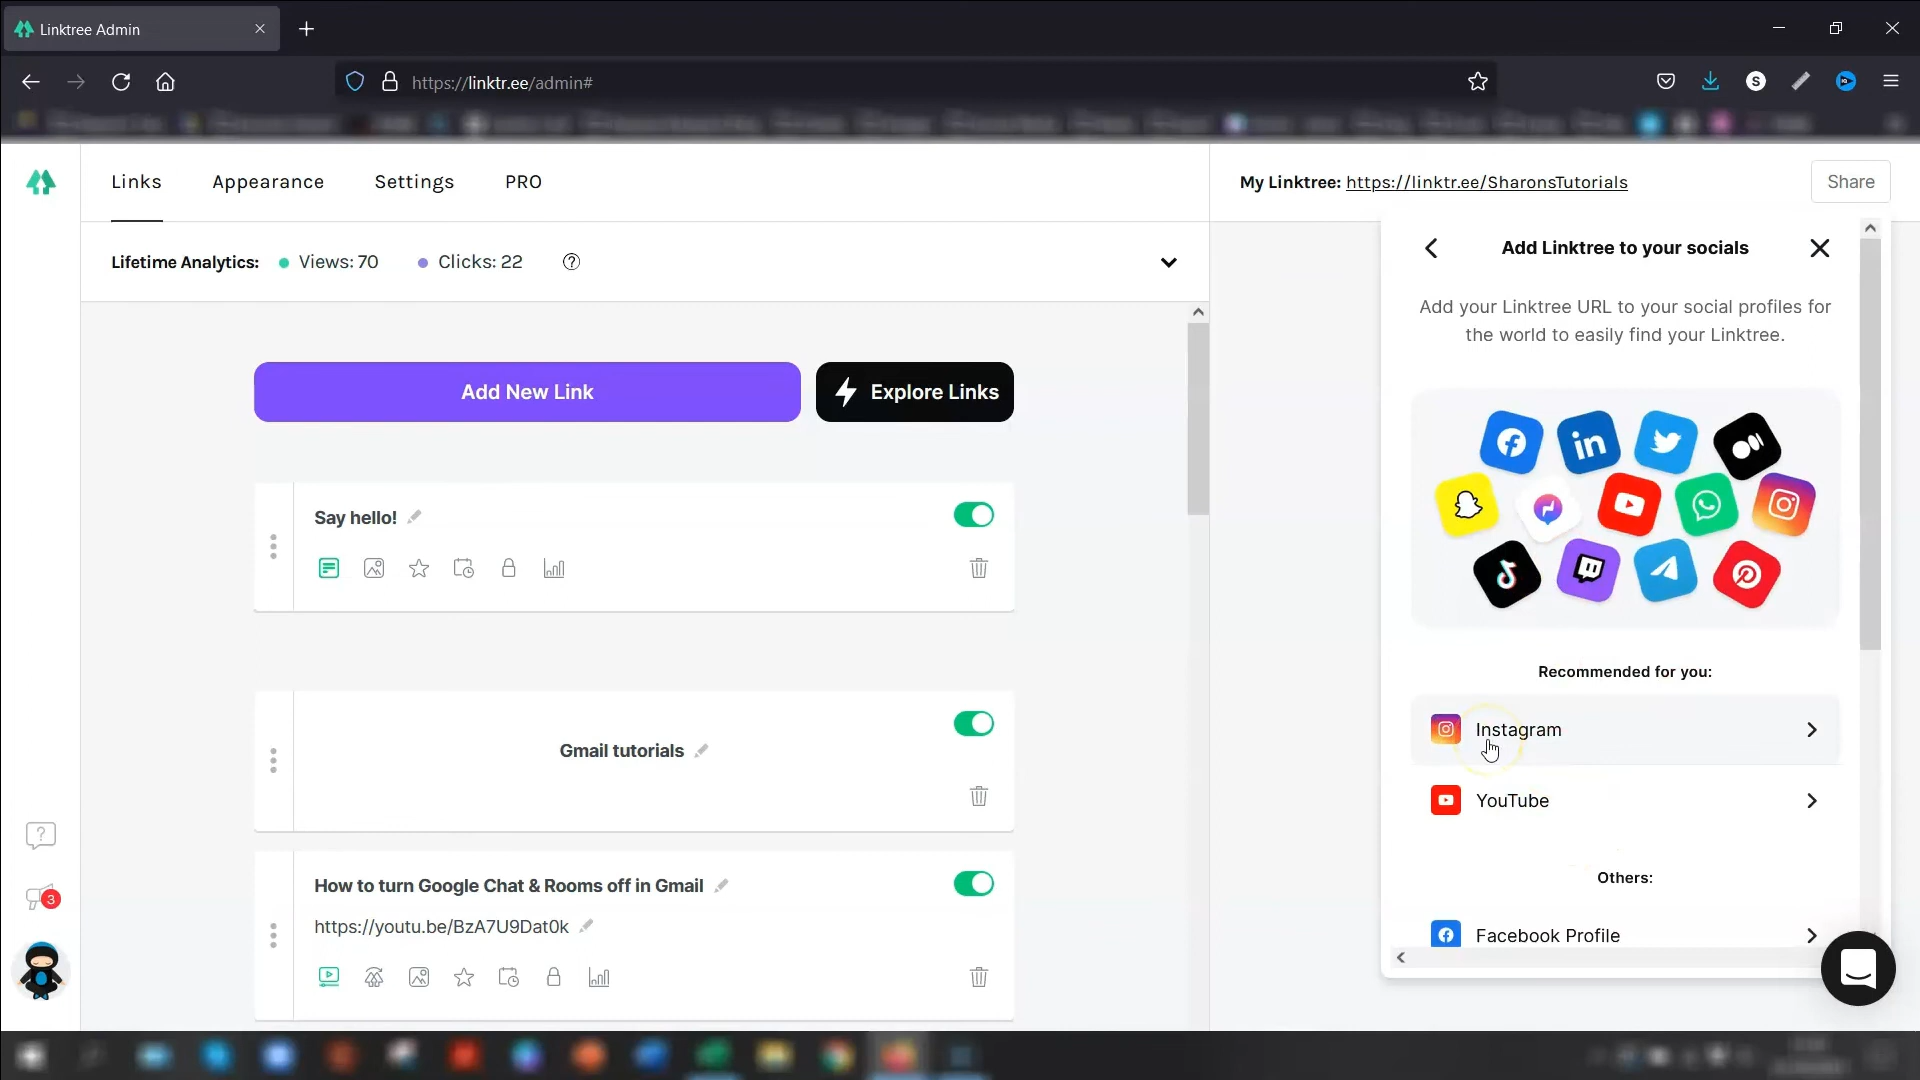 Linktree Admin
https://linktr.ee/admin#
S
Links
Appearance
Settings
PRO
My Linktree: https://linktr.ee/SharonsTutorials
Share
Lifetime Analytics:
Views: 70
Clicks: 22
Add Linktree to your socials
Add your Linktree URL to your social profiles for
the world to easily find your Linktree.
Add New Link
Explore Links
Say hello!
Gmail tutorials
How to turn Google Chat & Rooms off in Gmail
https://youtu.be/BzA7U9Dat0k
Recommended for you:
Instagram
YouTube
Others:
Facebook Profile
3